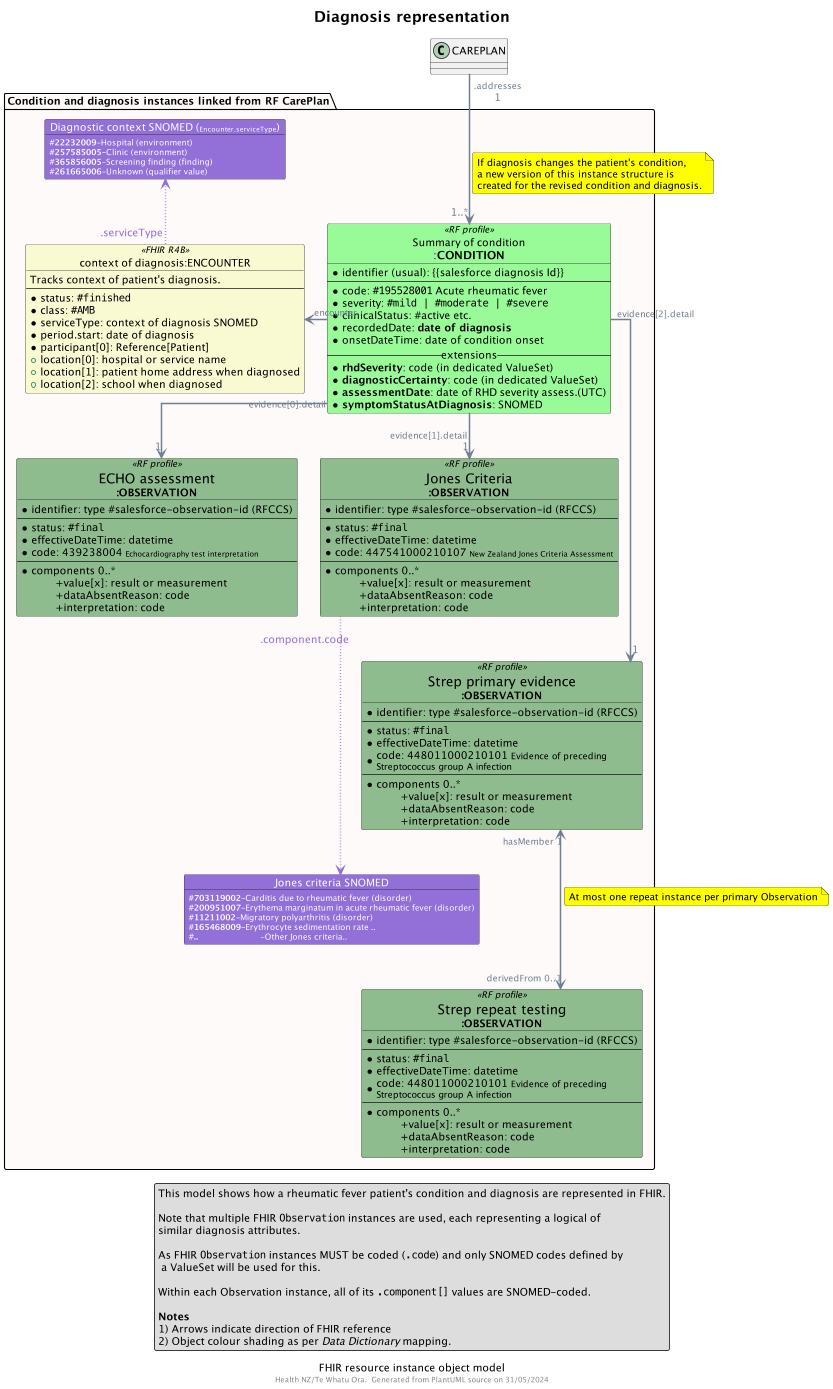 Diagnosis representation
C CAREPLAN
.addresses
1
Condition and diagnosis instances linked from RF CarePlan
Diagnostic context SNOMED (Encounter.serviceType)
#22232009-Hospital (environment)
#257585005-Clinic (environment)
#365856005-Screening finding (finding)
#261665006-Unknown (qualifier value)
If diagnosis changes the patient's condition,
a new version of this instance structure is
created for the revised condition and diagnosis.
.serviceType
1..*
«FHIR R4B»
context of diagnosis:ENCOUNTER
Tracks context of patient's diagnosis.
status: #finished
class: #AMB
serviceType: context of diagnosis SNOMED
period.start: date of diagnosis
participant[0]: Reference[Patient]
location[0]: hospital or service name
location[1]: patient home address when diagnosed
location[2]: school when diagnosed
«RF profile»
Summary of condition
:CONDITION
identifier (usual): {{salesforce diagnosis Id}}
code: #195528001 Acute rheumatic fever
severity: #mild | #moderate | #severe
clinicalStatus: #active etc.
recordedDate: date of diagnosis
onsetDateTime: date of condition onset
extensions
rhdSeverity: code (in dedicated ValueSet)
diagnosticCertainty: code (in dedicated ValueSet)
assessmentDate: date of RHD severity assess.(UTC)
symptomStatusAtDiagnosis: SNOMED
encounter
evidence[2].detail
evidence[0].detail
1
evidence[1].detail
1
«RF profile»
ECHO assessment
:OBSERVATION
identifier: type #salesforce-observation-id (RFCCS)
status: #final
effectiveDateTime: datetime
code: 439238004 Echocardiography test interpretation
components 0..*
+value[x]: result or measurement
+dataAbsentReason: code
+interpretation: code
«RF profile»
Jones Criteria
:OBSERVATION
identifier: type #salesforce-observation-id (RFCCS)
status: #final
effectiveDateTime: datetime
code: 447541000210107 New Zealand Jones Criteria Assessment
components 0..*
+value[x]: result or measurement
+dataAbsentReason: code
+interpretation: code
.component.code
1
«RF profile»
Strep primary evidence
:OBSERVATION
identifier: type #salesforce-observation-id (RFCCS)
status: #final
effectiveDateTime: datetime
code: 448011000210101 Evidence of preceding
Streptococcus group A infection
components 0..*
+value[x]: result or measurement
+dataAbsentReason: code
+interpretation: code
hasMember 1
Jones criteria SNOMED
#703119002-Carditis due to rheumatic fever (disorder)
#200951007-Erythema marginatum in acute rheumatic fever (disorder)
#11211002-Migratory polyarthritis (disorder)
#165468009-Erythrocyte sedimentation rate ..
#.. -Other Jones criteria..
At most one repeat instance per primary Observation
derivedFrom 0..1
«RF profile»
Strep repeat testing
:OBSERVATION
identifier: type #salesforce-observation-id (RFCCS)
status: #final
effectiveDateTime: datetime
code: 448011000210101 Evidence of preceding
Streptococcus group A infection
components 0..*
+value[x]: result or measurement
+dataAbsentReason: code
+interpretation: code
This model shows how a rheumatic fever patient's condition and diagnosis are represented in FHIR.
Note that multiple FHIR Observation instances are used, each representing a logical of
similar diagnosis attributes.
As FHIR Observation instances MUST be coded (.code) and only SNOMED codes defined by
a ValueSet will be used for this.
Within each Observation instance, all of its .component[] values are SNOMED-coded.
Notes
1) Arrows indicate direction of FHIR reference
2) Object colour shading as per Data Dictionary mapping.
FHIR resource instance object model
Health NZ/Te Whatu Ora. Generated from PlantUML source on 31/05/2024